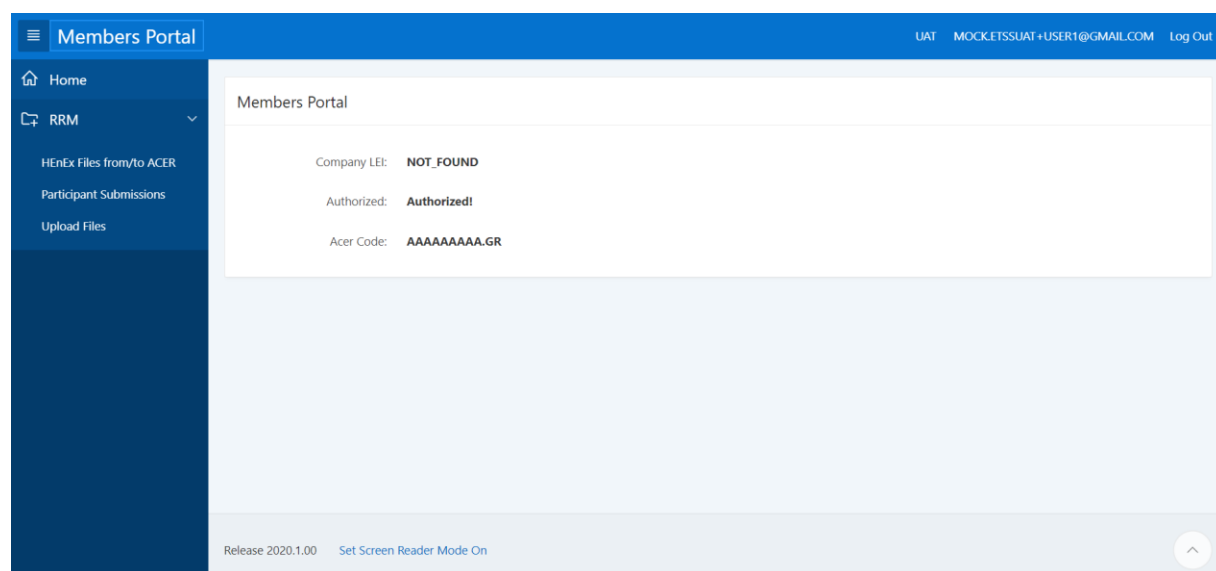 Members Portal
UAT MOCK.ETSSUAT+USER1@GMAIL.COM Log Out
Home
RRM
HEnEx Files from/to ACER
Participant Submissions
Upload Files
Members Portal
Company LEI: NOT_FOUND
Authorized: Authorized!
Acer Code: AAAAAAAAA.GR
Release 2020.1.00 Set Screen Reader Mode On